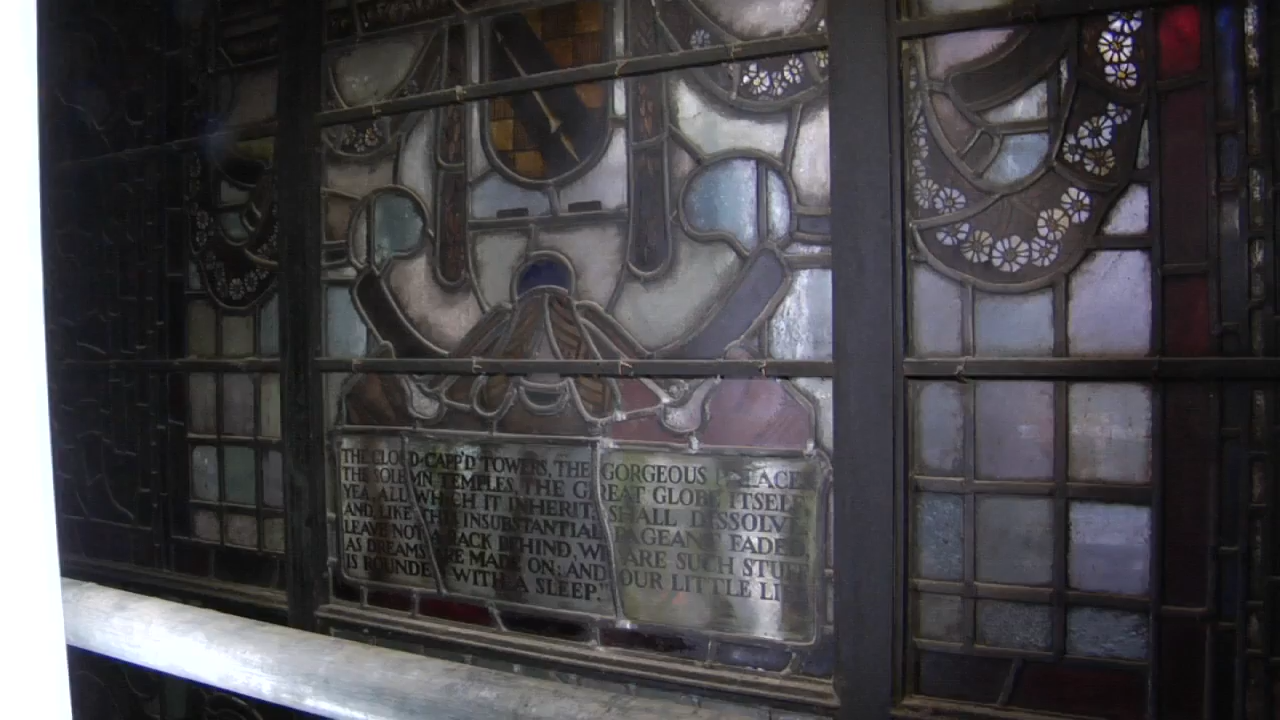 THE CLOUD-CAPP'D TOWERS, THE GORGEOUS PALACES
THE SOLEMN TEMPLES, THE GREAT GLOBE ITSELF
YEA, ALL WHICH IT INHERIT, SHALL DISSOLVE
AND LIKE THIS INSUBSTANTIAL PAGEANT FADED
LEAVE NOT A RACK BEHIND, WE ARE SUCH STUFF
AS DREAMS ARE MADE ON; AND OUR LITTLE LI
IS ROUNDE WITH A SLEEP."